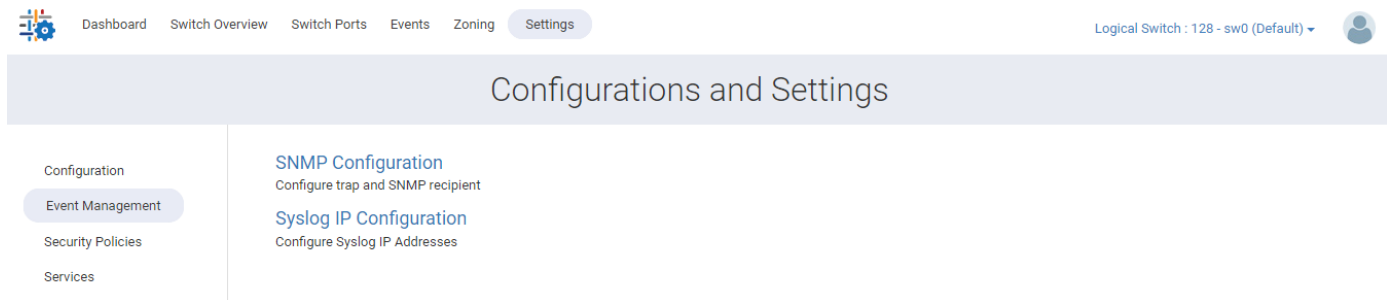 Dashboard Switch Overview Switch Ports Events Zoning Settings Logical Switch : 128 - sw0 (Default)
Configurations and Settings
Configuration
Event Management
Security Policies
Services
SNMP Configuration
Configure trap and SNMP recipient
Syslog IP Configuration
Configure Syslog IP Addresses